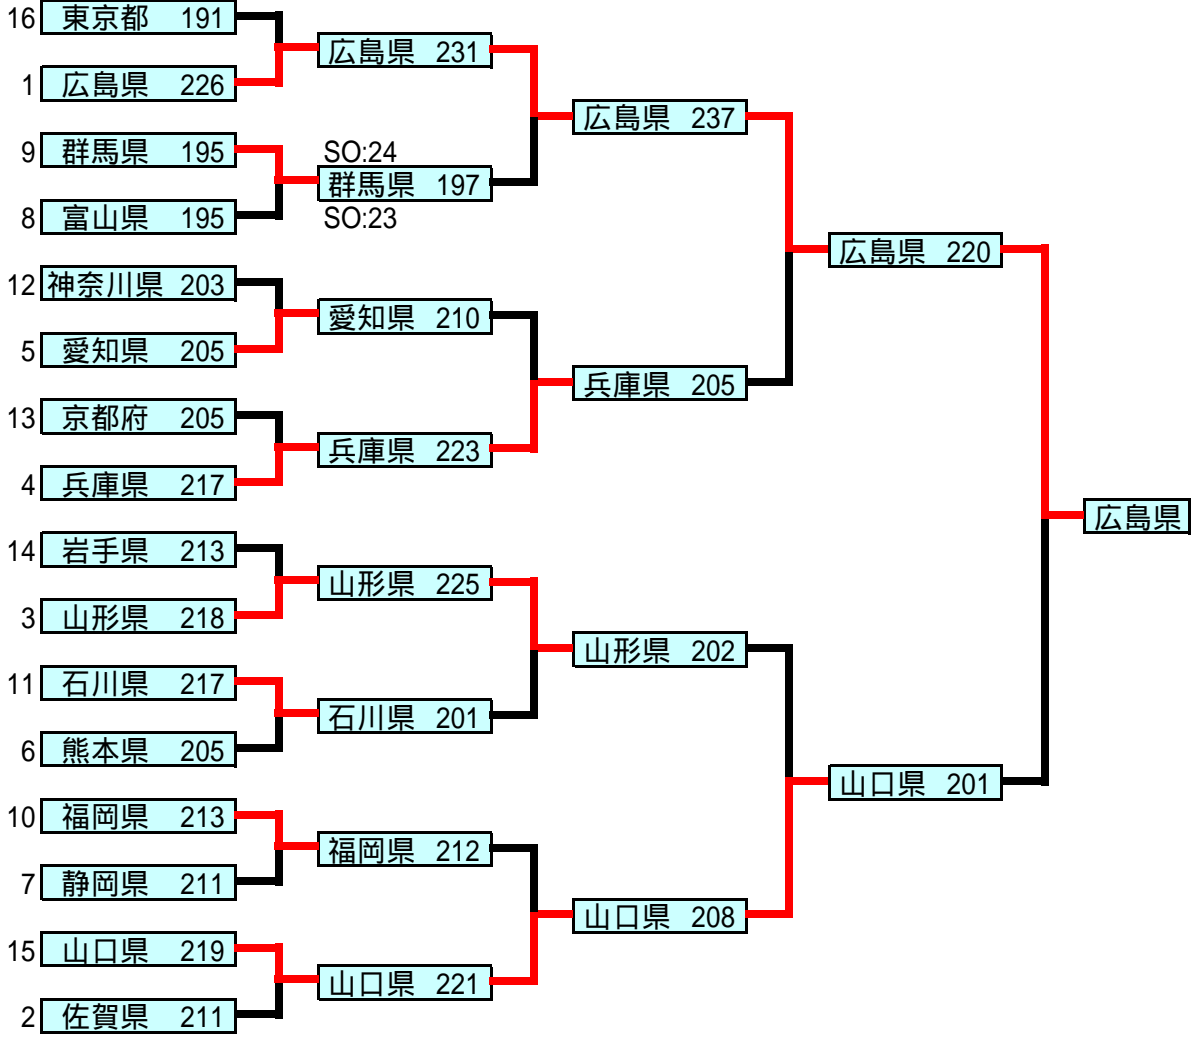 16 東京都 191
広島県 231
1 広島県 226
広島県 237
9 群馬県 195
SO:24
群馬県 197
8 富山県 195
SO:23
広島県 220
12 神奈川県 203
愛知県 210
5 愛知県 205
兵庫県 205
13 京都府 205
兵庫県 223
4 兵庫県 217
広島県
14 岩手県 213
山形県 225
3 山形県 218
山形県 202
11 石川県 217
石川県 201
6 熊本県 205
山口県 201
10 福岡県 213
福岡県 212
7 静岡県 211
山口県 208
15 山口県 219
山口県 221
2 佐賀県 211